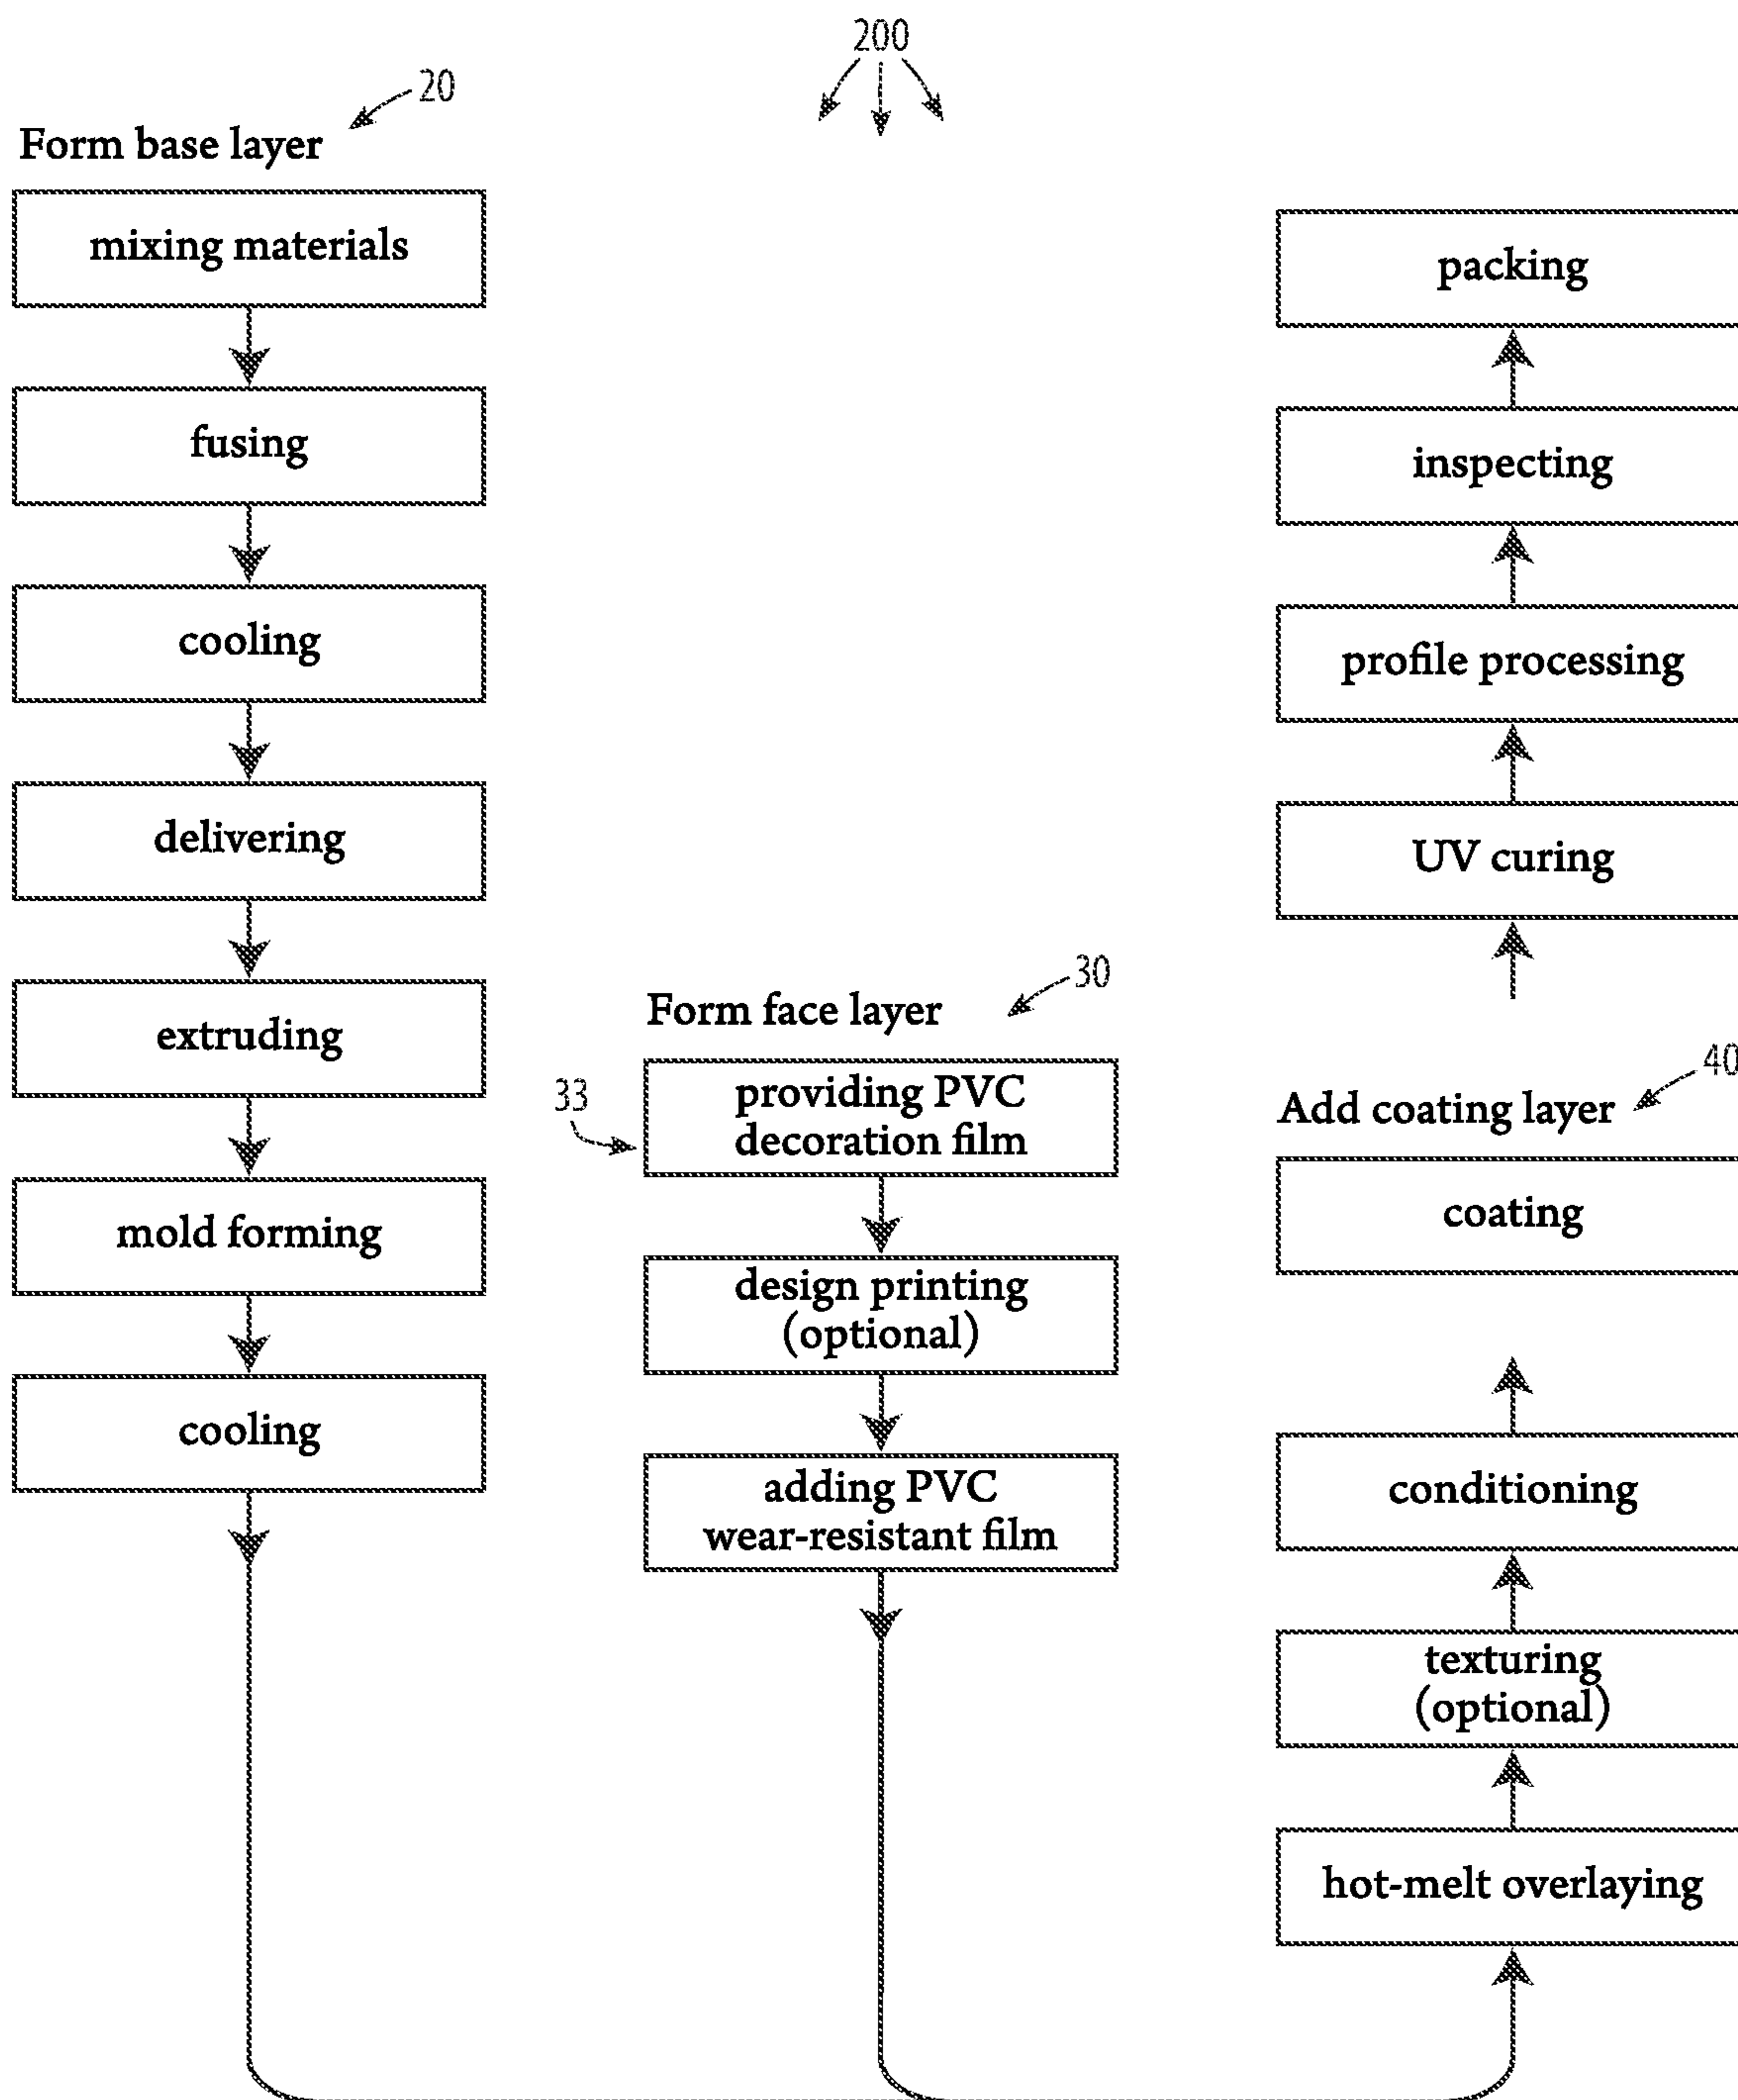 200
20
Form base layer
mixing materials
fusing
cooling
delivering
extruding
mold forming
cooling
30
Form face layer
33
providing PVC
decoration film
design printing
(optional)
adding PVC
wear-resistant film
packing
inspecting
profile processing
UV curing
40
Add coating layer
coating
conditioning
texturing
(optional)
hot-melt overlaying